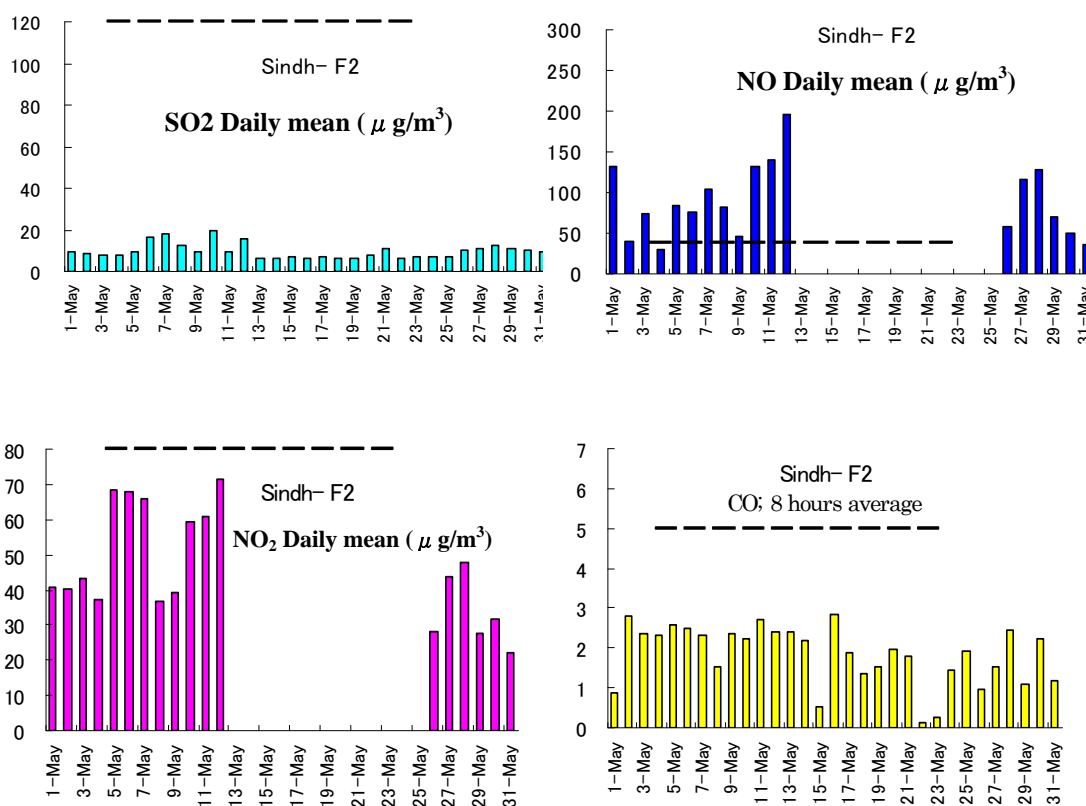 120
100
80
60
40
20
0
Sindh- F2
SO2 Daily mean ( μ g/m³)
1-May
3-May
5-May
7-May
9-May
11-May
13-May
15-May
17-May
19-May
21-May
23-May
25-May
27-May
29-May
31-May
300
250
200
150
100
50
0
Sindh- F2
NO Daily mean ( μ g/m³)
1-May
3-May
5-May
7-May
9-May
11-May
13-May
15-May
17-May
19-May
21-May
23-May
25-May
27-May
29-May
31-May
80
70
60
50
40
30
20
10
0
Sindh- F2
NO₂ Daily mean ( μ g/m³)
1-May
3-May
5-May
7-May
9-May
11-May
13-May
15-May
17-May
19-May
21-May
23-May
25-May
27-May
29-May
31-May
7
6
5
4
3
2
1
0
Sindh- F2
CO; 8 hours average
1-May
3-May
5-May
7-May
9-May
11-May
13-May
15-May
17-May
19-May
21-May
23-May
25-May
27-May
29-May
31-May